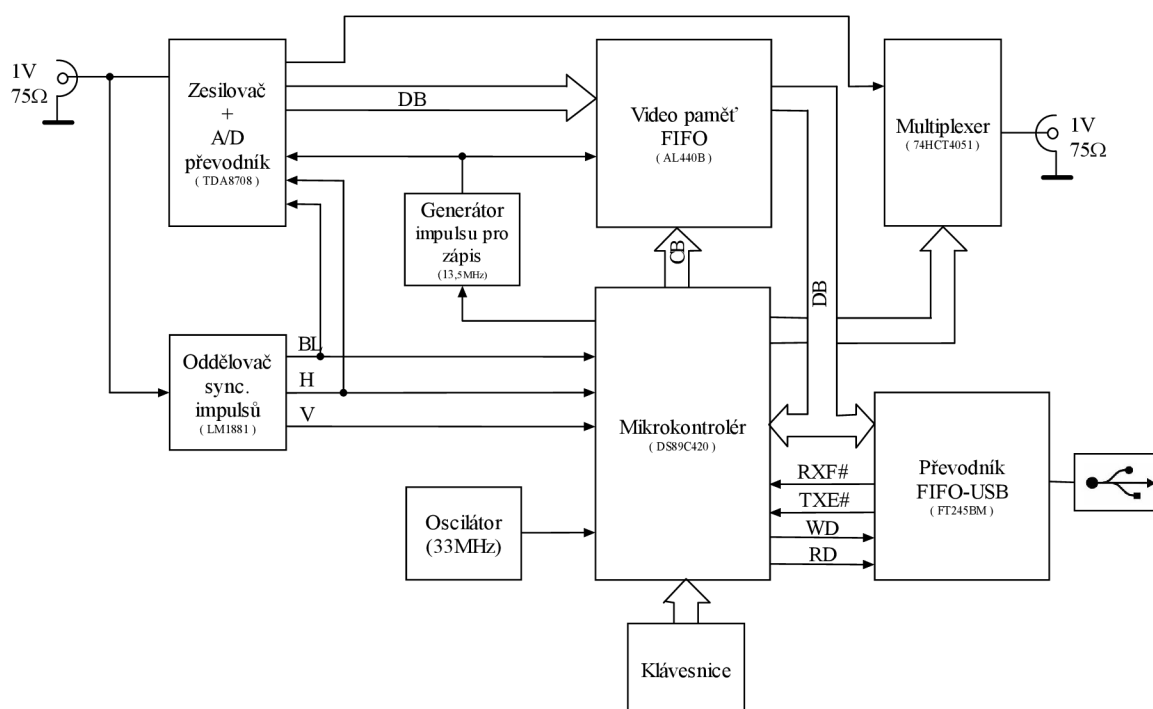 1V
75Ω
Zesilovač
+
A/D
převodník
( TDA8708 )
DB
Video paměť
FIFO
( AL440B )
Multiplexer
( 74HCT4051 )
1V
75Ω
Generátor
impulsu pro
zápis
(13,5MHz)
CB
DB
Oddělovač
sync.
impulsů
( LM1881 )
BL
H
V
Mikrokontrolér
( DS89C420 )
RXF#
TXE#
WD
RD
Převodník
FIFO-USB
( FT245BM )
Oscilátor
(33MHz)
Klávesnice